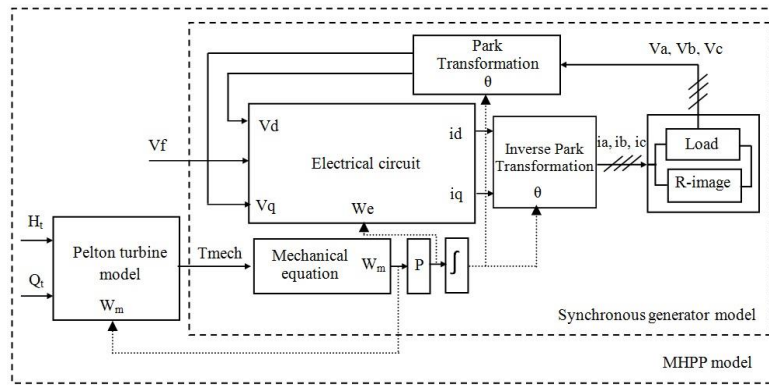 Park
Transformation
θ
Va, Vb, Vc
Vd
Vf
Electrical circuit
Vq
We
id
iq
Inverse Park
Transformation
θ
ia, ib, ic
Load
R-image
Ht
Qt
Pelton turbine
model
Wm
Tmech
Mechanical
equation
Wm
P
∫
Synchronous generator model
MHPP model